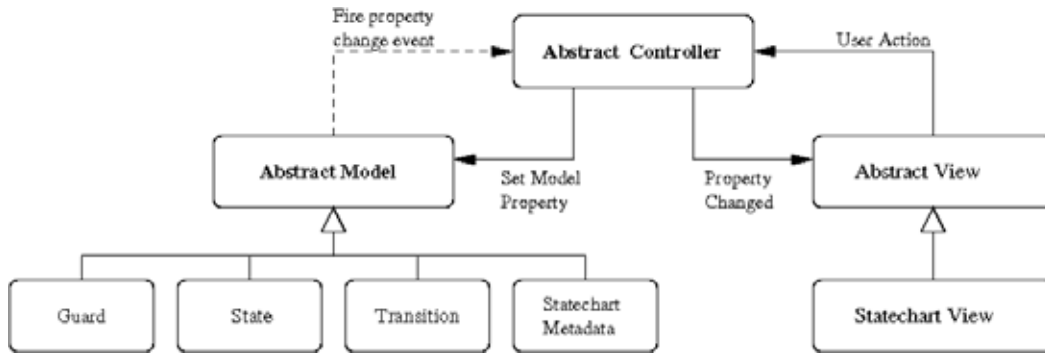 Fire property
change event
Abstract Controller
User Action
Abstract Model
Set Model
Property
Property
Changed
Abstract View
Guard
State
Transition
Statechart
Metadata
Statechart View